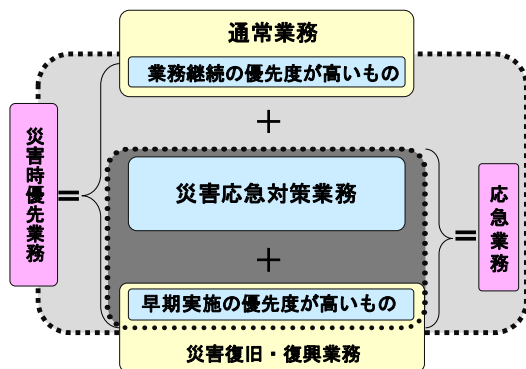 通常業務
業務継続の優先度が高いもの
+
災害時優先業務
=
災害応急対策業務
=
応急業務
+
早期実施の優先度が高いもの
災害復旧・復興業務